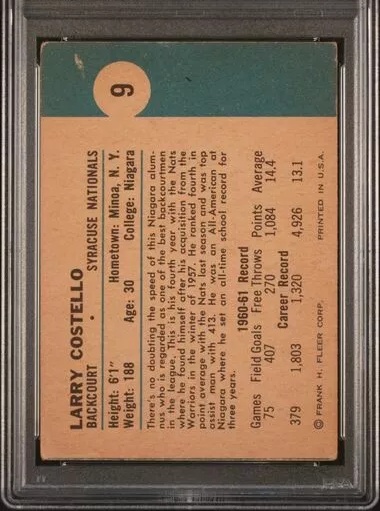 9
LARRY COSTELLO
BACKCOURT • SYRACUSE NATIONALS
Height: 6'1" Hometown: Minoa, N. Y.
Weight: 188 Age: 30 College: Niagara
There's no doubting the speed of this Niagara alum-
nus who is regarded as one of the best backcourtmen
in the league. This is his fourth year with the Nats
where he found himself after his acquisition from the
Warriors in the winter of 1957. He ranked fourth in
point average with the Nats last season and was top
assist man with 413. He was an All-American at
Niagara where he set an all-time school record for
three years.
1960-61 Record
Games Field Goals Free Throws Points Average
75 407 270 1,084 14.4
Career Record
379 1,803 1,320 4,926 13.1
© FRANK H. FLEER CORP. PRINTED IN U.S.A.